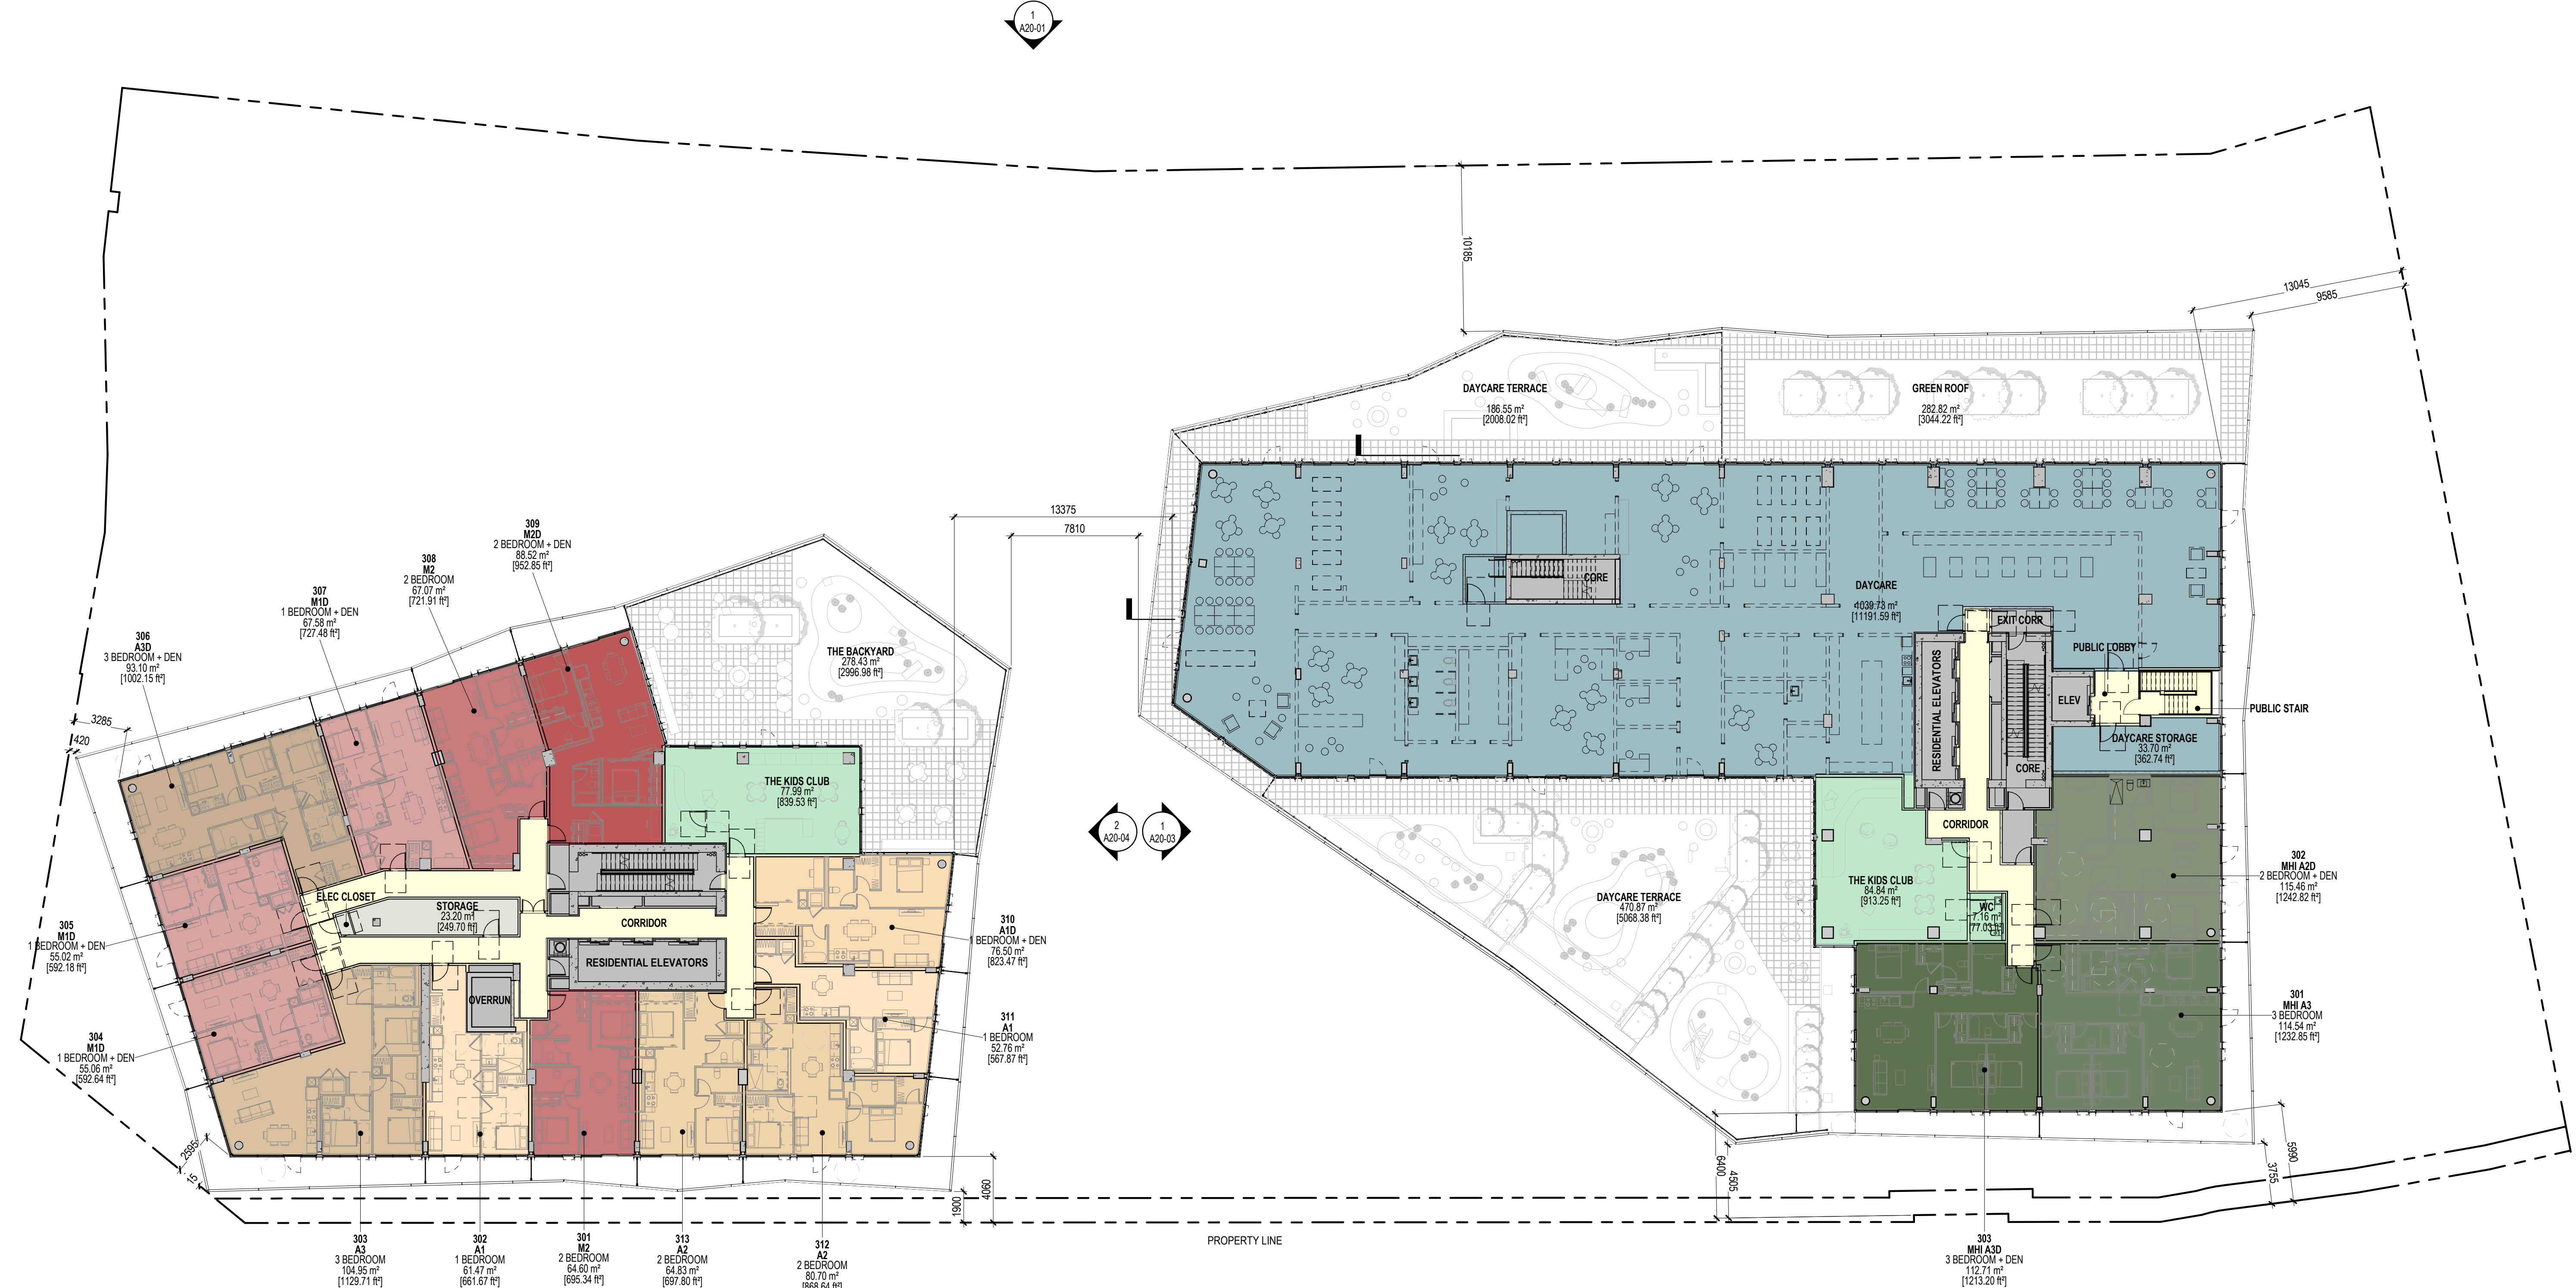 1
A20-01
10185
13045
9585
DAYCARE TERRACE
186.55 m²
[2008.02 ft²]
GREEN ROOF
282.82 m²
[3044.22 ft²]
13375
7810
309
M2D
2 BEDROOM + DEN
88.52 m²
[952.85 ft²]
308
M2
2 BEDROOM
67.07 m²
[721.91 ft²]
307
M1D
1 BEDROOM + DEN
67.58 m²
[727.48 ft²]
306
A3D
3 BEDROOM + DEN
93.10 m²
[1002.15 ft²]
3285
420
THE BACKYARD
278.43 m²
[2996.98 ft²]
CORE
DAYCARE
1039.73 m²
[11191.59 ft²]
EXIT CORR
PUBLIC LOBBY
RESIDENTIAL ELEVATORS
ELEV
PUBLIC STAIR
DAYCARE STORAGE
33.70 m²
[362.74 ft²]
CORE
THE KIDS CLUB
77.99 m²
[839.53 ft²]
2
A20-04
1
A20-03
CORRIDOR
THE KIDS CLUB
84.84 m²
[913.25 ft²]
WC
7.16 m²
77.03 ft²
302
MHI A2D
2 BEDROOM + DEN
115.46 m²
[1242.82 ft²]
DAYCARE TERRACE
470.87 m²
[5068.38 ft²]
ELEC CLOSET
STORAGE
23.20 m²
[249.70 ft²]
CORRIDOR
RESIDENTIAL ELEVATORS
OVERRUN
305
M1D
1 BEDROOM + DEN
55.02 m²
[592.18 ft²]
310
A1D
1 BEDROOM + DEN
76.50 m²
[823.47 ft²]
311
A1
1 BEDROOM
52.76 m²
[567.87 ft²]
304
M1D
1 BEDROOM + DEN
55.06 m²
[592.64 ft²]
301
MHI A3
3 BEDROOM
114.54 m²
[1232.85 ft²]
2595
15
1900
4060
6400
4505
5990
3755
PROPERTY LINE
303
A3
3 BEDROOM
104.95 m²
[1129.71 ft²]
302
A1
1 BEDROOM
61.47 m²
[661.67 ft²]
301
M2
2 BEDROOM
64.60 m²
[695.34 ft²]
313
A2
2 BEDROOM
64.83 m²
[697.80 ft²]
312
A2
2 BEDROOM
80.70 m²
[868.64 ft²]
303
MHI A3D
3 BEDROOM + DEN
112.71 m²
[1213.20 ft²]